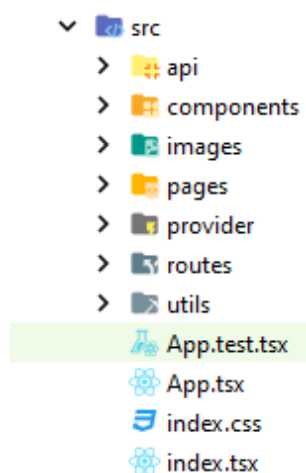 src
api
components
images
pages
provider
routes
utils
App.test.tsx
App.tsx
index.css
index.tsx